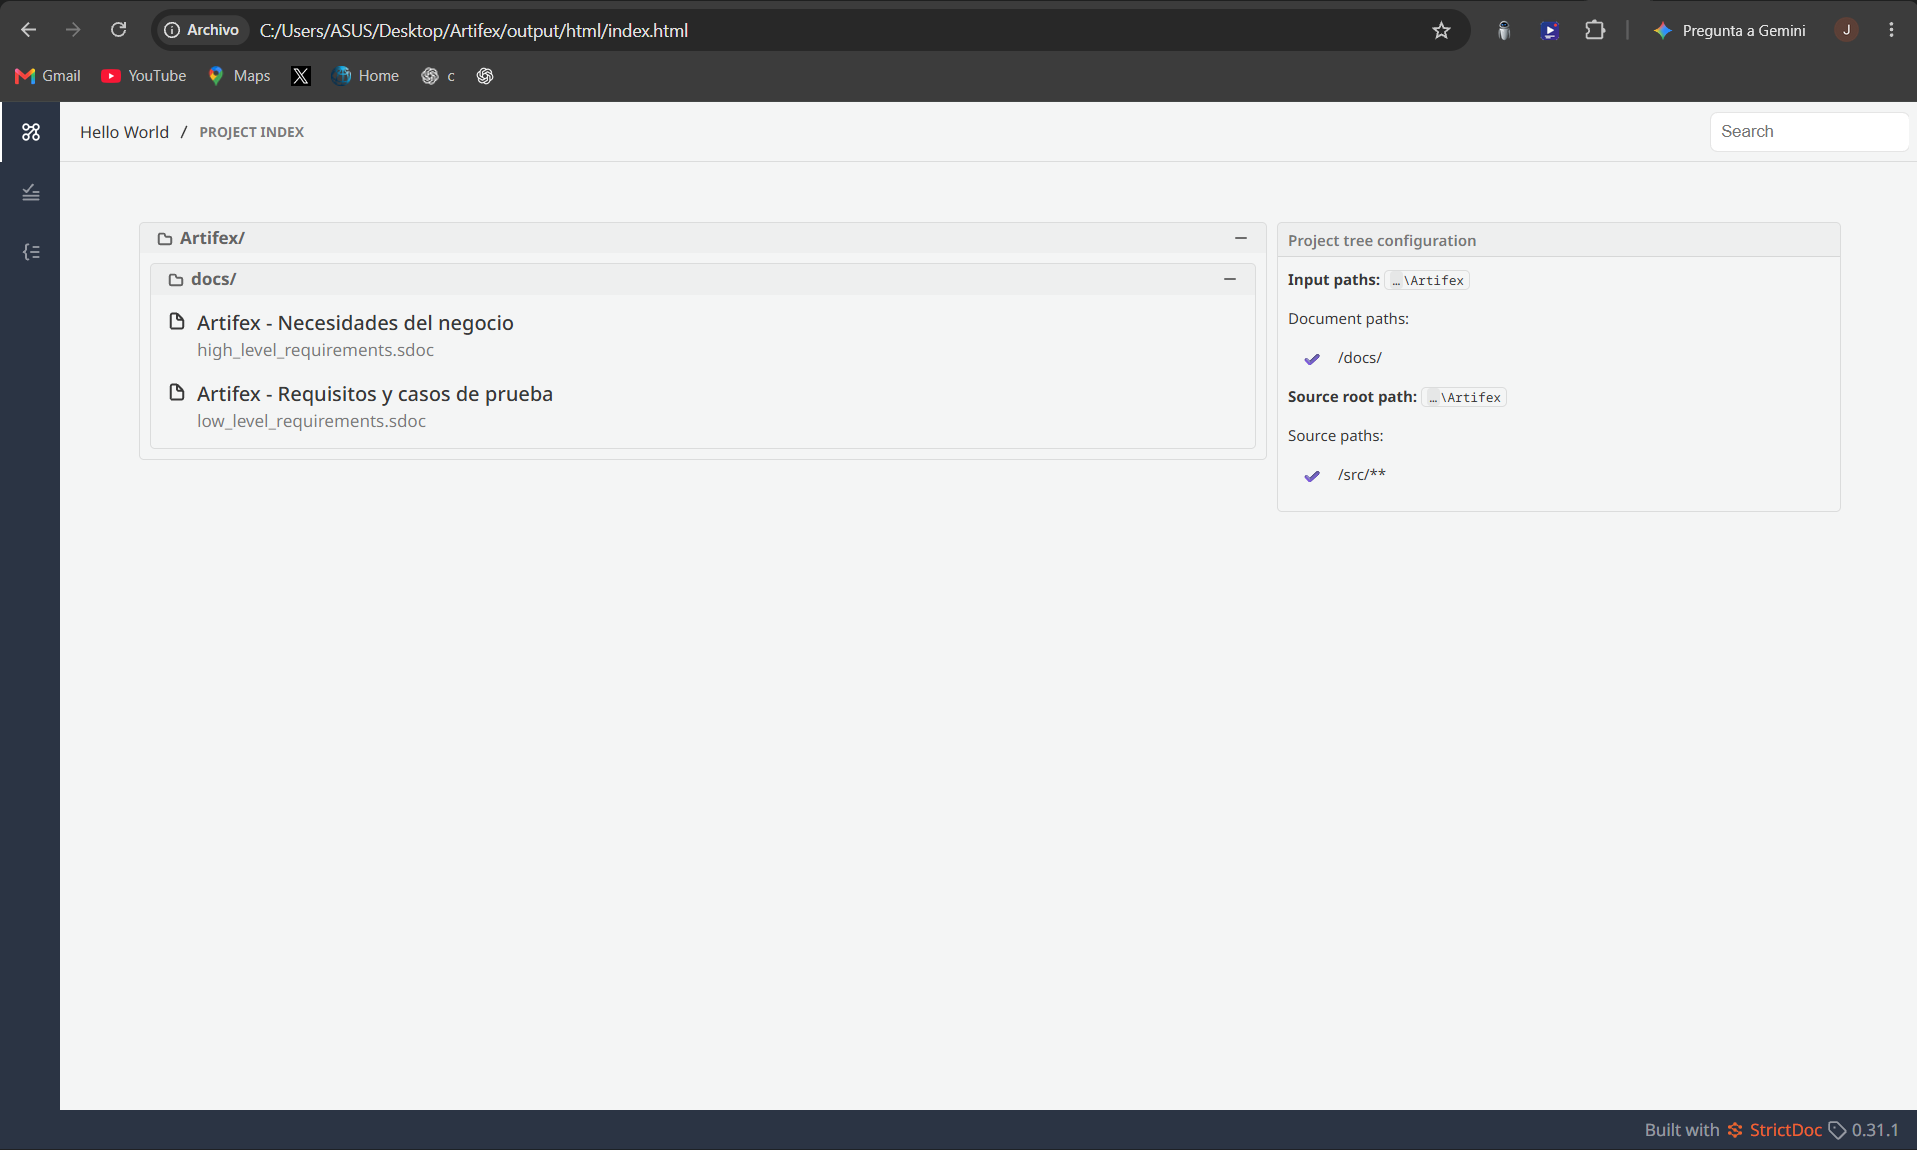 Archivo
C:/Users/ASUS/Desktop/Artifex/output/html/index.html
Pregunta a Gemini
J
Gmail
YouTube
Maps
Home
c
Hello World / PROJECT INDEX
Search
Artifex/
docs/
Artifex - Necesidades del negocio
high_level_requirements.sdoc
Artifex - Requisitos y casos de prueba
low_level_requirements.sdoc
Project tree configuration
Input paths: …\Artifex
Document paths:
/docs/
Source root path: …\Artifex
Source paths:
/src/**
Built with StrictDoc 0.31.1